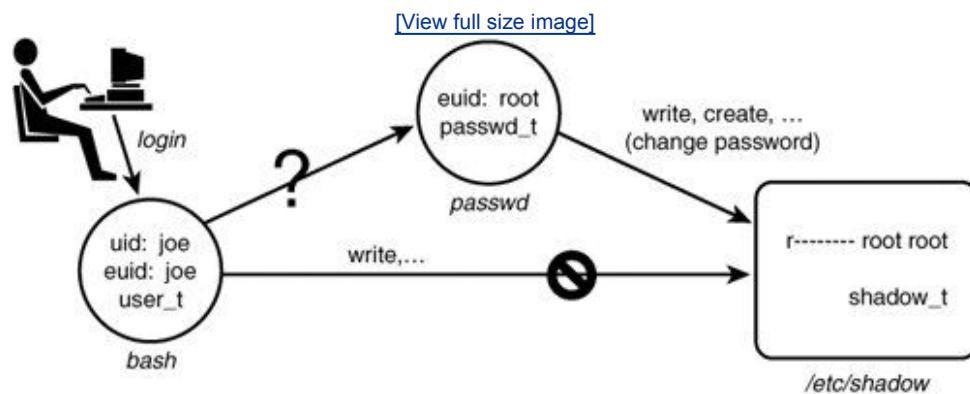 [View full size image]
login
?
euid: root
passwd_t
passwd
write, create, ...
(change password)
uid: joe
euid: joe
user_t
bash
write,...
r-------- root root
shadow_t
/etc/shadow